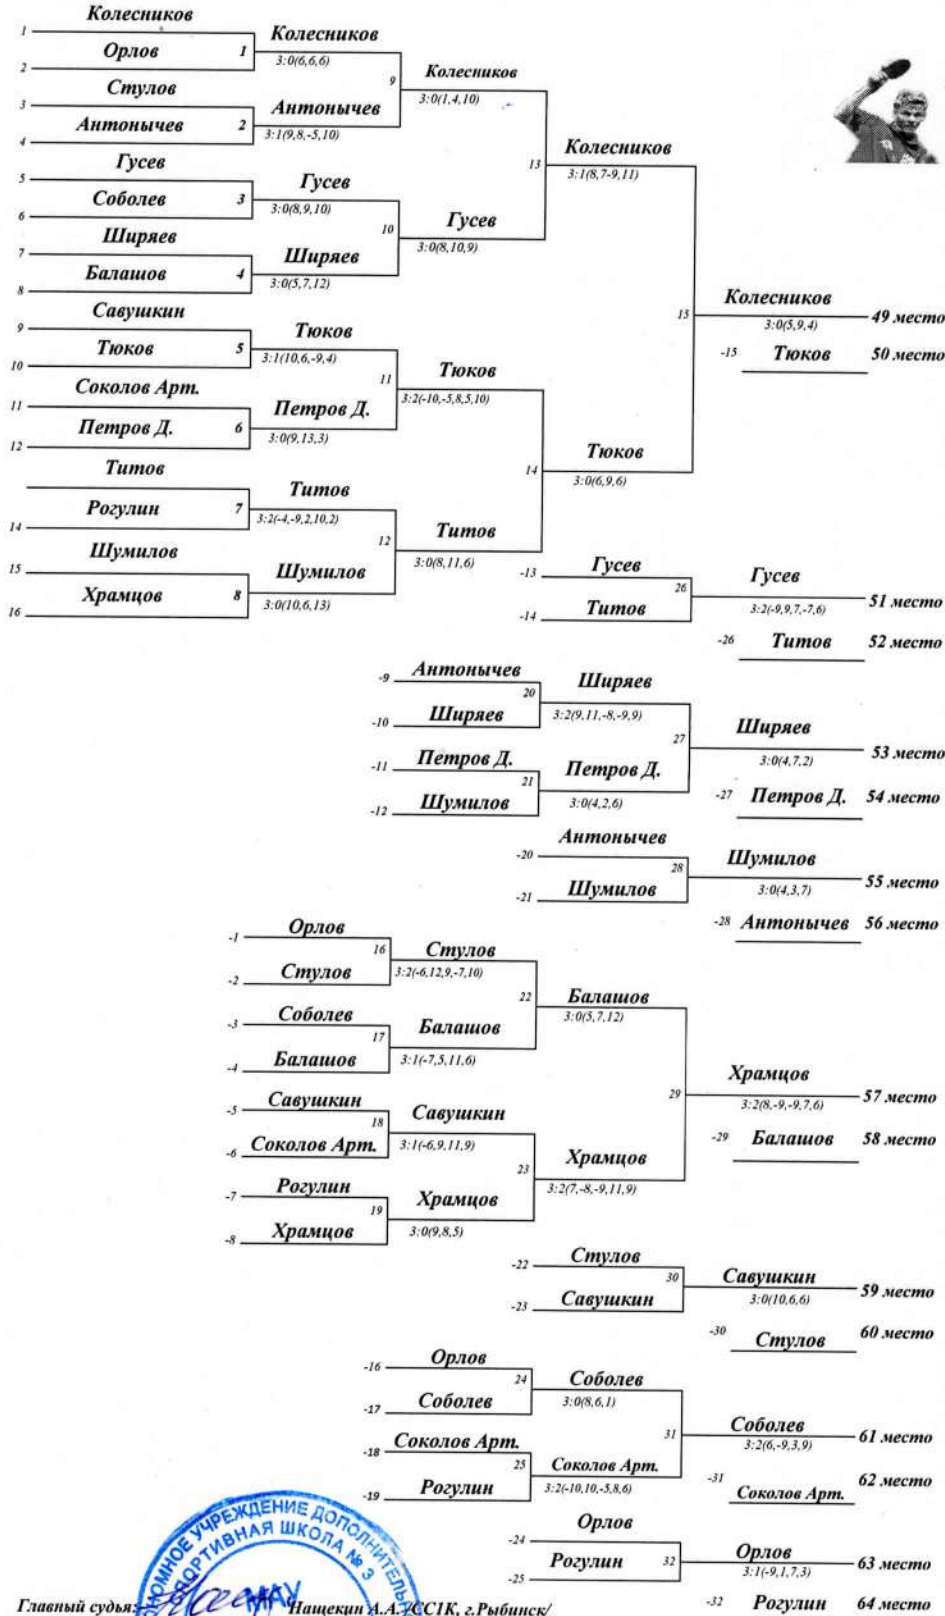 Колесников
1
Орлов 1
2
Колесников
3:0(6,6,6)
Стулов
3
Антонычев 2
4
Антонычев
3:1(9,8,-5,10)
9
Колесников
3:0(1,4,10)
Гусев
5
Соболев 3
6
Гусев
3:0(8,9,10)
Ширяев
7
Балашов 4
8
Ширяев
3:0(5,7,12)
10
Гусев
3:0(8,10,9)
13
Колесников
3:1(8,7-9,11)
Савушкин
9
Тюков 5
10
Тюков
3:1(10,6,-9,4)
Соколов Арт.
11
Петров Д. 6
12
Петров Д.
3:0(9,13,3)
11
Тюков
3:2(-10,-5,8,5,10)
Титов
Рогулин 7
14
Титов
3:2(-4,-9,2,10,2)
Шумилов
15
Храмцов 8
16
Шумилов
3:0(10,6,13)
12
Титов
3:0(8,11,6)
14
Тюков
3:0(6,9,6)
15
Колесников
3:0(5,9,4)
49 место
-15 Тюков 50 место
-13 Гусев
26
-14 Титов
Гусев
3:2(-9,9,7,-7,6)
51 место
-26 Титов 52 место
-9 Антонычев
20
-10 Ширяев
Ширяев
3:2(9,11,-8,-9,9)
-11 Петров Д.
21
-12 Шумилов
Петров Д.
3:0(4,2,6)
27
Ширяев
3:0(4,7,2)
53 место
-27 Петров Д. 54 место
-20 Антонычев
28
-21 Шумилов
Шумилов
3:0(4,3,7)
55 место
-28 Антонычев 56 место
-1 Орлов
16
-2 Стулов
Стулов
3:2(-6,12,9,-7,10)
-3 Соболев
17
-4 Балашов
Балашов
3:1(-7,5,11,6)
22
Балашов
3:0(5,7,12)
-5 Савушкин
18
-6 Соколов Арт.
Савушкин
3:1(-6,9,11,9)
-7 Рогулин
19
-8 Храмцов
Храмцов
3:0(9,8,5)
23
Храмцов
3:2(7,-8,-9,11,9)
29
Храмцов
3:2(8,-9,-9,7,6)
57 место
-29 Балашов 58 место
-22 Стулов
30
-23 Савушкин
Савушкин
3:0(10,6,6)
59 место
-30 Стулов 60 место
-16 Орлов
24
-17 Соболев
Соболев
3:0(8,6,1)
-18 Соколов Арт.
25
-19 Рогулин
Соколов Арт.
3:2(-10,10,-5,8,6)
31
Соболев
3:2(6,-9,3,9)
61 место
-31 Соколов Арт. 62 место
Орлов
-24
Рогулин 32
-25
Орлов
3:1(-9,1,7,3)
63 место
-32 Рогулин 64 место
УЧРЕЖДЕНИЕ
ШКОЛА № 3
МАУ
Главный судья: Нащекин А.А. /СС1К, г.Рыбинск/